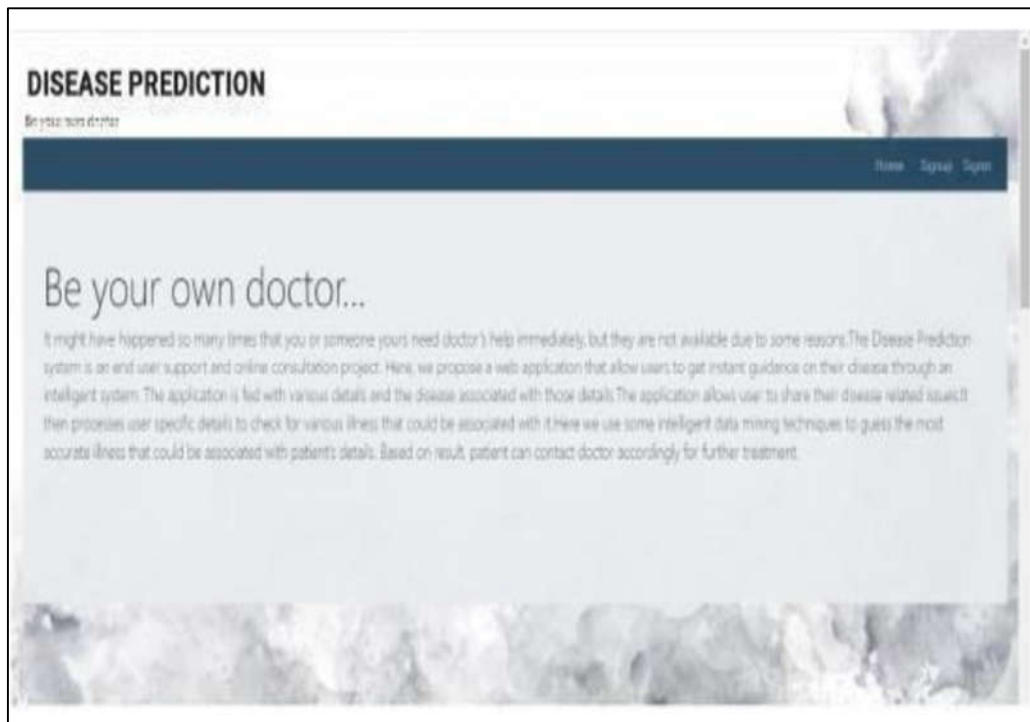 DISEASE PREDICTION
Be your own doctor
Home Signup Signin
Be your own doctor...
It might have happened so many times that you or someone yours need doctor's help immediately, but they are not available due to some reasons.The Disease Prediction
system is an end user support and online consultation project. Here, we propose a web application that allow users to get instant guidance on their disease through an
intelligent system. The application is fed with various details and the disease associated with those details.The application allows user to share their disease related issues.It
then processes user specific details to check for various illness that could be associated with it.Here we use some intelligent data mining techniques to guess the most
accurate illness that could be associated with patient's details. Based on result, patient can contact doctor accordingly for further treatment.